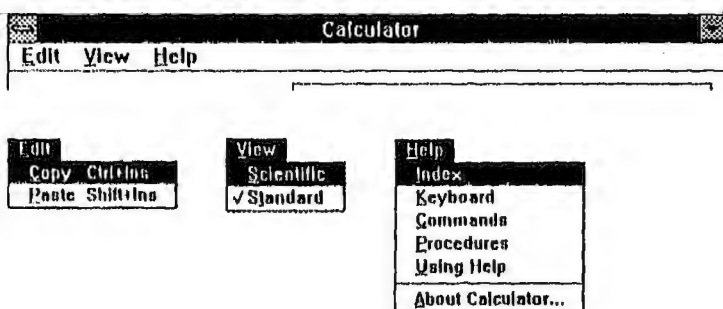 Calculator
Edit View Help
Edit
Copy Ctrl+Ins
Paste Shift+Ins
View
Scientific
√ Standard
Help
Index
Keyboard
Commands
Procedures
Using Help
About Calculator...